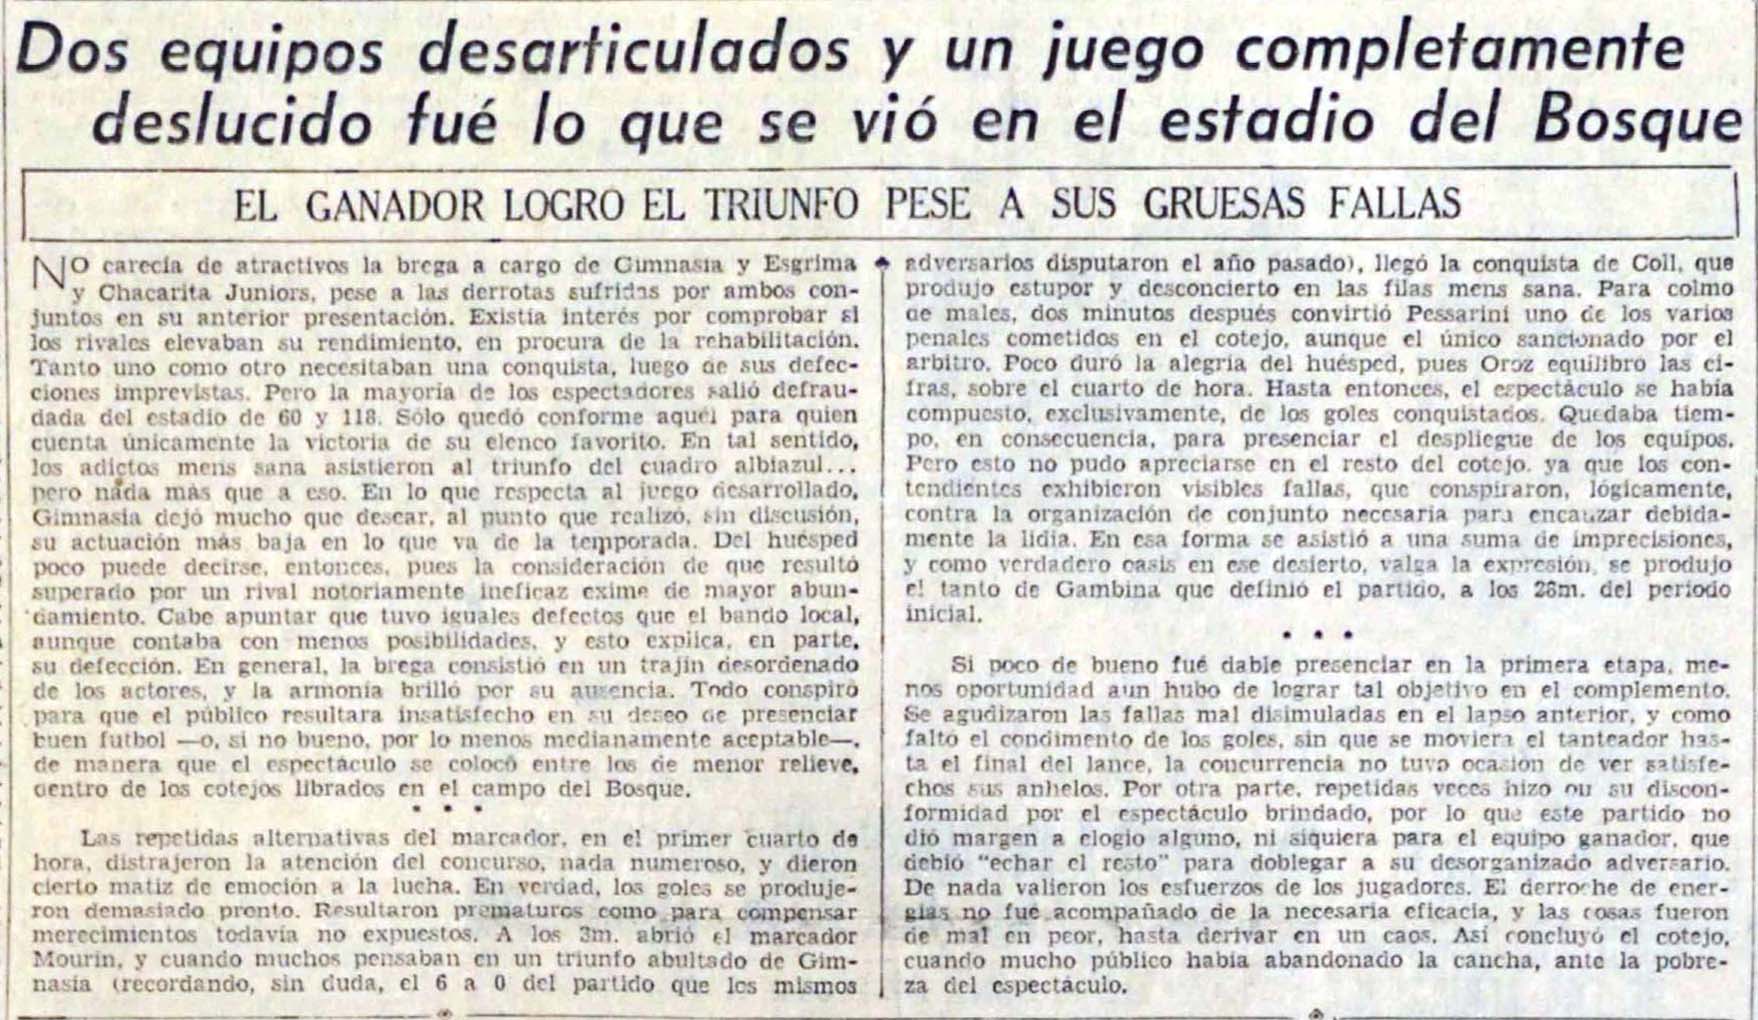 Dos equipos desarticulados y un juego completamente
deslucido fué lo que se vió en el estadio del Bosque
EL GANADOR LOGRO EL TRIUNFO PESE A SUS GRUESAS FALLAS
NO carecía de atractivos la brega a cargo de Gimnasia y Esgrima
y Chacarita Juniors, pese a las derrotas sufridas por ambos con-
juntos en su anterior presentación. Existía interés por comprobar si
los rivales elevaban su rendimiento, en procura de la rehabilitación.
Tanto uno como otro necesitaban una conquista, luego de sus defec-
ciones imprevistas. Pero la mayoría de los espectadores salió defrau-
dada del estadio de 60 y 118. Sólo quedó conforme aquél para quien
cuenta únicamente la victoria de su elenco favorito. En tal sentido,
los adictos mens sana asistieron al triunfo del cuadro albiazul...
pero nada más que a eso. En lo que respecta al juego desarrollado,
Gimnasia dejó mucho que desear, al punto que realizó, sin discusión,
su actuación más baja en lo que va de la temporada. Del huésped
poco puede decirse, entonces, pues la consideración de que resultó
superado por un rival notoriamente ineficaz exime de mayor abun-
damiento. Cabe apuntar que tuvo iguales defectos que el bando local,
aunque contaba con menos posibilidades, y esto explica, en parte,
su defección. En general, la brega consistió en un trajín desordenado
de los actores, y la armonía brilló por su ausencia. Todo conspiró
para que el público resultara insatisfecho en su deseo de presenciar
buen futbol —o, si no bueno, por lo menos medianamente aceptable—,
de manera que el espectáculo se colocó entre los de menor relieve,
dentro de los cotejos librados en el campo del Bosque.
• • •
Las repetidas alternativas del marcador, en el primer cuarto de
hora, distrajeron la atención del concurso, nada numeroso, y dieron
cierto matiz de emoción a la lucha. En verdad, los goles se produje-
ron demasiado pronto. Resultaron prematuros como para compensar
merecimientos todavía no expuestos. A los 3m. abrió el marcador
Mourín, y cuando muchos pensaban en un triunfo abultado de Gim-
nasia (recordando, sin duda, el 6 a 0 del partido que los mismos
adversarios disputaron el año pasado), llegó la conquista de Coll, que
produjo estupor y desconcierto en las filas mens sana. Para colmo
de males, dos minutos después convirtió Pessarini uno de los varios
penales cometidos en el cotejo, aunque el único sancionado por el
arbitro. Poco duró la alegría del huésped, pues Oroz equilibro las ci-
fras, sobre el cuarto de hora. Hasta entonces, el espectáculo se había
compuesto, exclusivamente, de los goles conquistados. Quedaba tiem-
po, en consecuencia, para presenciar el despliegue de los equipos.
Pero esto no pudo apreciarse en el resto del cotejo, ya que los con-
tendientes exhibieron visibles fallas, que conspiraron, lógicamente,
contra la organización de conjunto necesaria para encauzar debida-
mente la lidia. En esa forma se asistió a una suma de imprecisiones,
y como verdadero oasis en ese desierto, valga la expresión, se produjo
el tanto de Gambina que definió el partido, a los 26m. del período
inicial.
• • •
Si poco de bueno fué dable presenciar en la primera etapa, me-
nos oportunidad aun hubo de lograr tal objetivo en el complemento.
Se agudizaron las fallas mal disimuladas en el lapso anterior, y como
faltó el condimento de los goles, sin que se moviera el tanteador has-
ta el final del lance, la concurrencia no tuvo ocasión de ver satisfe-
chos sus anhelos. Por otra parte, repetidas veces hizo oir su discon-
formidad por el espectáculo brindado, por lo que este partido no
dió margen a elogio alguno, ni siquiera para el equipo ganador, que
debió "echar el resto" para doblegar a su desorganizado adversario.
De nada valieron los esfuerzos de los jugadores. El derroche de ener-
gías no fué acompañado de la necesaria eficacia, y las cosas fueron
de mal en peor, hasta derivar en un caos. Así concluyó el cotejo,
cuando mucho público había abandonado la cancha, ante la pobre-
za del espectáculo.